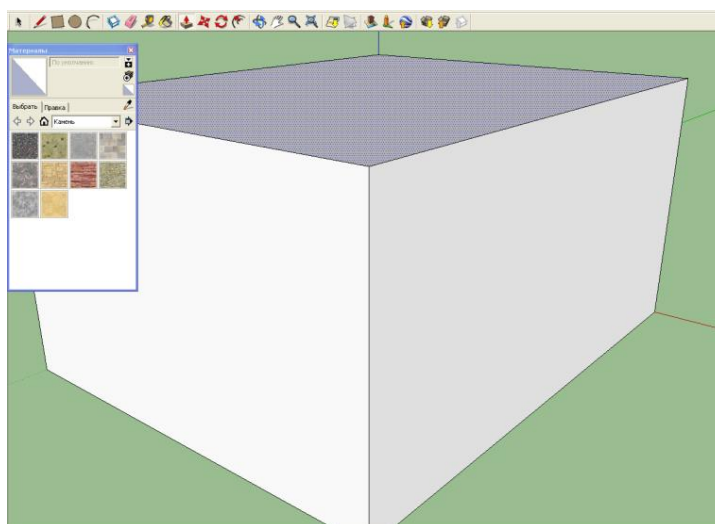 Материалы
По умолчанию
Выбрать
Правка
Камень